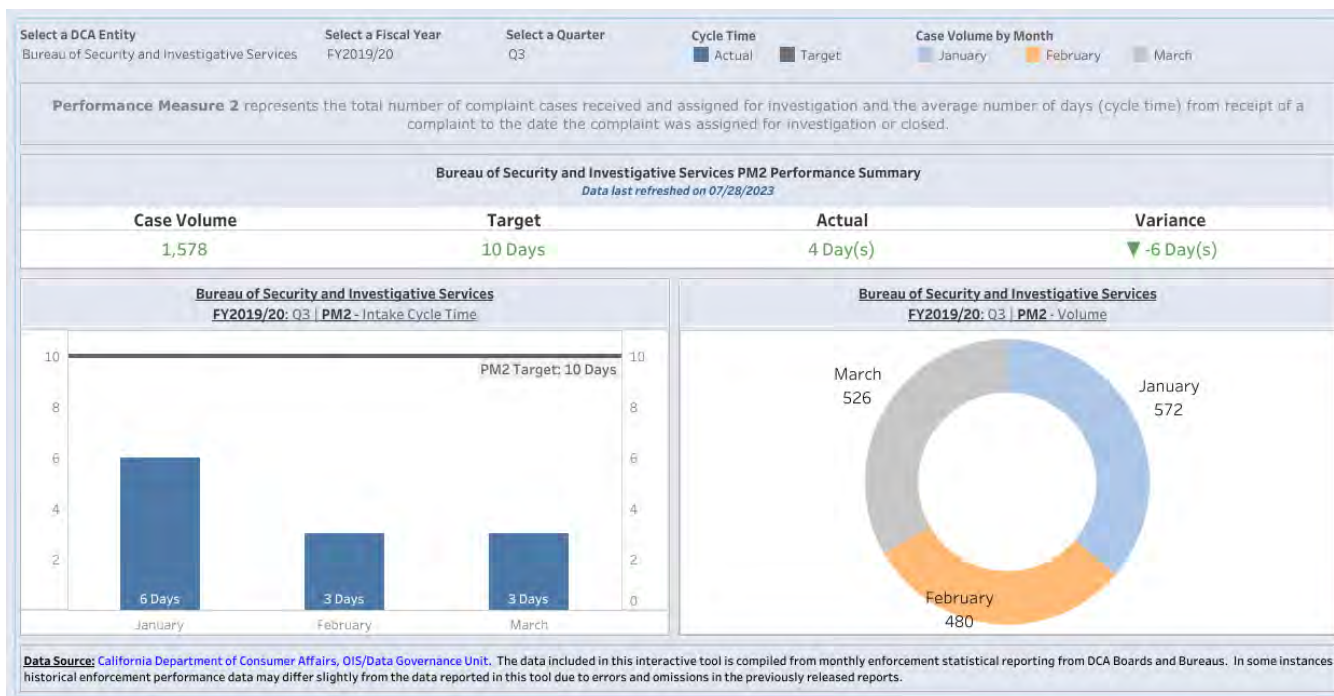 Select a DCA Entity Select a Fiscal Year Select a Quarter Cycle Time Case Volume by Month
Bureau of Security and Investigative Services FY2019/20 Q3 Actual Target January February March
Performance Measure 2 represents the total number of complaint cases received and assigned for investigation and the average number of days (cycle time) from receipt of a
complaint to the date the complaint was assigned for investigation or closed.
Bureau of Security and Investigative Services PM2 Performance Summary
Data last refreshed on 07/28/2023
Case Volume Target Actual Variance
1,578 10 Days 4 Day(s) ▼ -6 Day(s)
Bureau of Security and Investigative Services
FY2019/20: Q3 | PM2 - Intake Cycle Time
10 10
PM2 Target: 10 Days
8 8
6 6
4 4
2 2
6 Days 3 Days 3 Days 0
January February March
Bureau of Security and Investigative Services
FY2019/20: Q3 | PM2 - Volume
March
526
January
572
February
480
Data Source: California Department of Consumer Affairs, OIS/Data Governance Unit. The data included in this interactive tool is compiled from monthly enforcement statistical reporting from DCA Boards and Bureaus. In some instances
historical enforcement performance data may differ slightly from the data reported in this tool due to errors and omissions in the previously released reports.